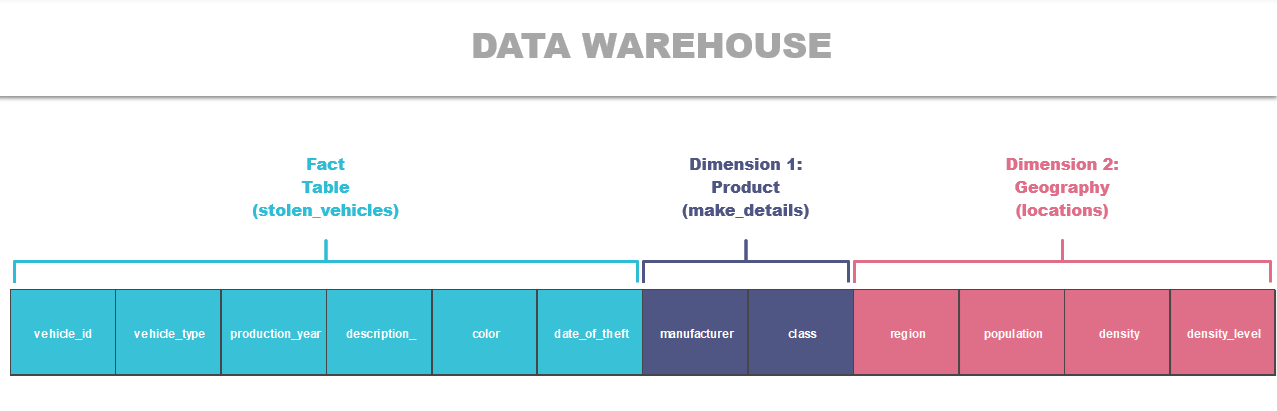 DATA WAREHOUSE
Fact
Table
(stolen_vehicles)
Dimension 1:
Product
(make_details)
Dimension 2:
Geography
(locations)
vehicle_id vehicle_type production_year description_ color date_of_theft manufacturer class region population density density_level